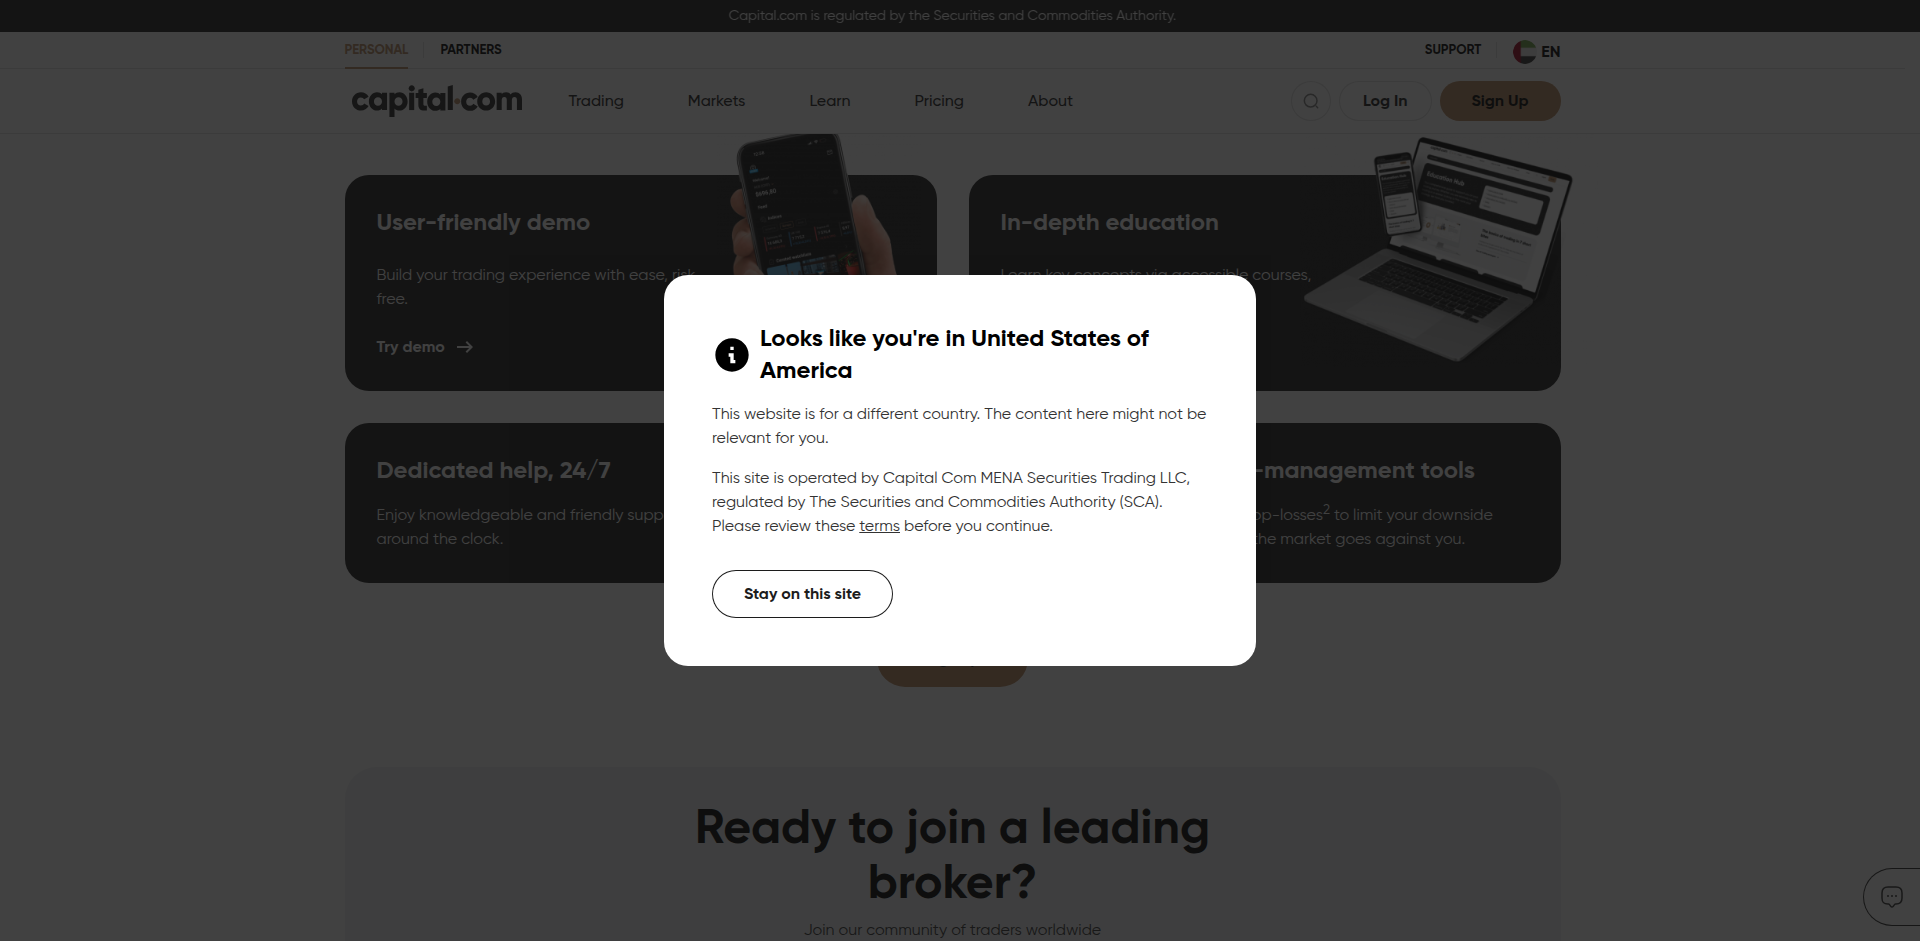 Capital.com is regulated by the Securities and Commodities Authority.
PERSONAL PARTNERS SUPPORT EN
capital.com Trading Markets Learn Pricing About Log In Sign Up
User-friendly demo
Build your trading experience with ease, risk
free.
Try demo
In-depth education
Learn key concepts via accessible courses,
Looks like you're in United States of
America
This website is for a different country. The content here might not be
relevant for you.
This site is operated by Capital Com MENA Securities Trading LLC,
regulated by The Securities and Commodities Authority (SCA).
Please review these terms before you continue.
Stay on this site
Dedicated help, 24/7
Enjoy knowledgeable and friendly supp
around the clock.
-management tools
op-losses2 to limit your downside
the market goes against you.
Ready to join a leading
broker?
Join our community of traders worldwide